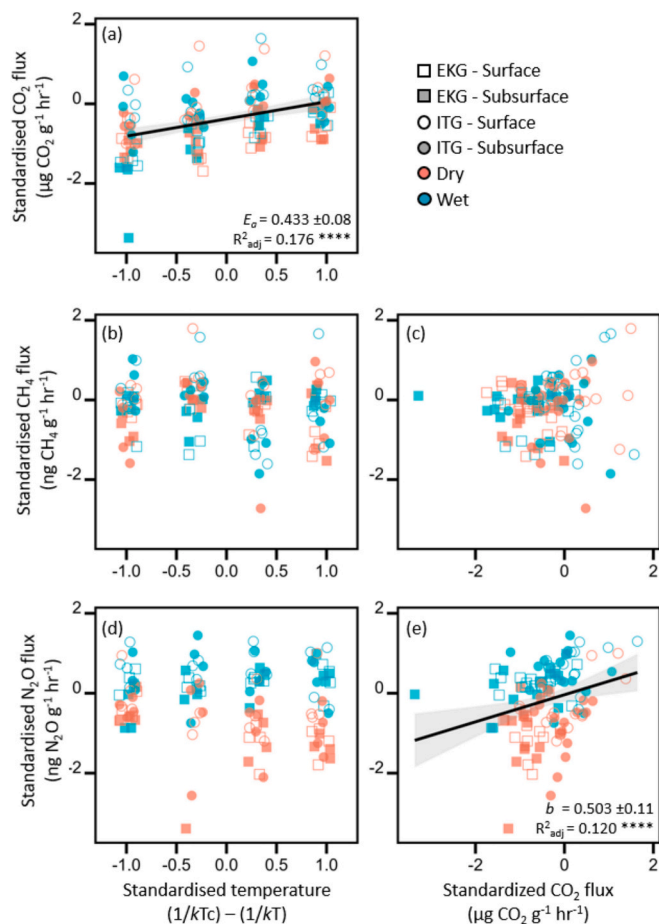 Standardised CO₂ flux
(µg CO₂ g⁻¹ hr⁻¹)
2
0
-2
(a)
Eₐ = 0.433 ±0.08
R²adj = 0.176 ****
-1.0 -0.5 0.0 0.5 1.0
EKG - Surface
EKG - Subsurface
ITG - Surface
ITG - Subsurface
Dry
Wet
Standardised CH₄ flux
(ng CH₄ g⁻¹ hr⁻¹)
2
0
-2
(b)
-1.0 -0.5 0.0 0.5 1.0
(c)
-2 0 2
Standardised N₂O flux
(ng N₂O g⁻¹ hr⁻¹)
2
0
-2
(d)
-1.0 -0.5 0.0 0.5 1.0
Standardised temperature
(1/kTc) – (1/kT)
2
0
-2
(e)
b = 0.503 ±0.11
R²adj = 0.120 ****
-2 0 2
Standardized CO₂ flux
(µg CO₂ g⁻¹ hr⁻¹)